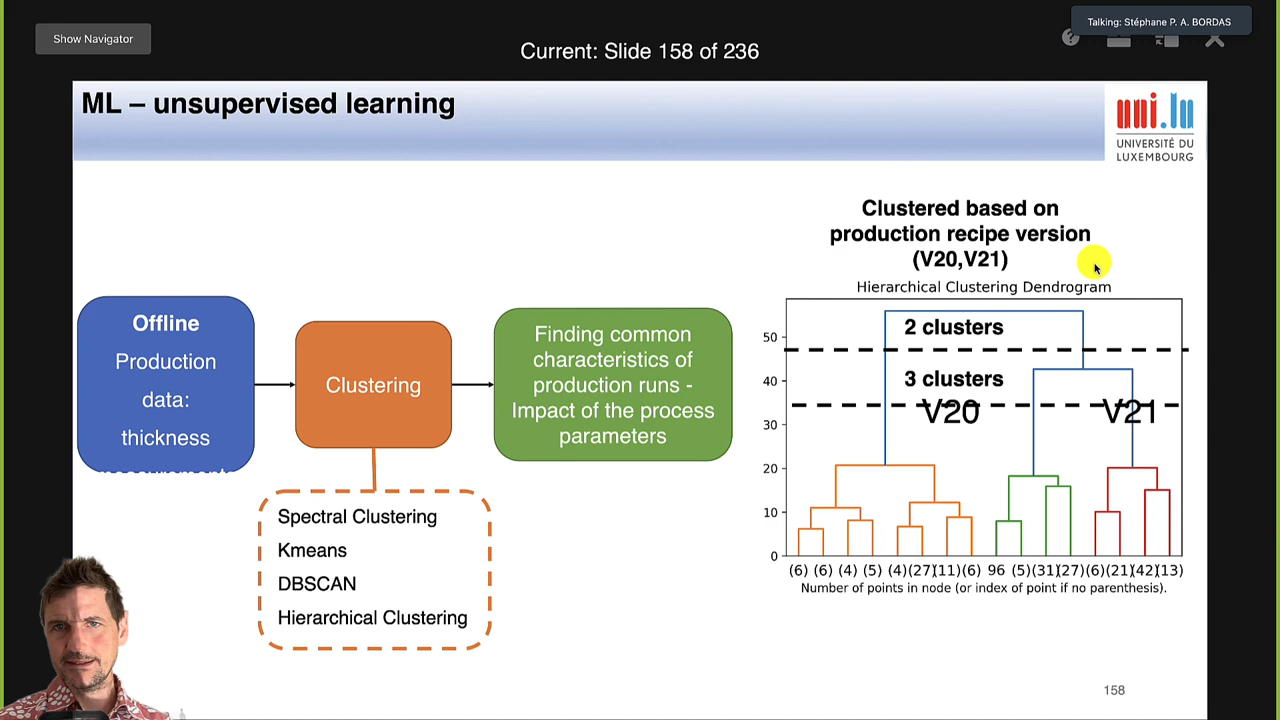 Talking: Stéphane P. A. BORDAS
Show Navigator
Current: Slide 158 of 236
ML – unsupervised learning
uni.lu
UNIVERSITÉ DU
LUXEMBOURG
Offline
Production
data:
thickness
Clustering
Finding common
characteristics of
production runs -
Impact of the process
parameters
Spectral Clustering
Kmeans
DBSCAN
Hierarchical Clustering
Clustered based on
production recipe version
(V20,V21)
Hierarchical Clustering Dendrogram
2 clusters
3 clusters
V20 V21
50
40
30
20
10
0
(6) (6) (4) (5) (4)(27)(11)(6) 96 (5)(31)(27)(6)(21)(42)(13)
Number of points in node (or index of point if no parenthesis).
158